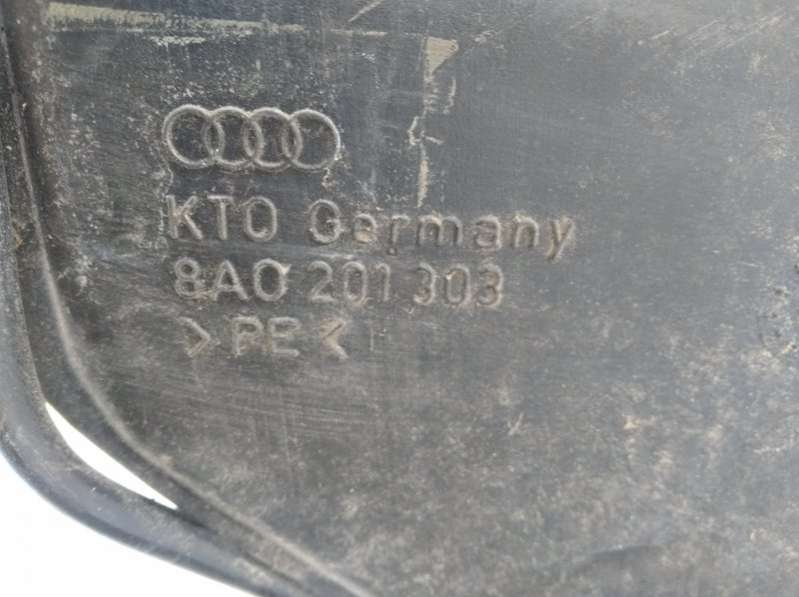 KTO Germany
8A0 201 303
>PE<